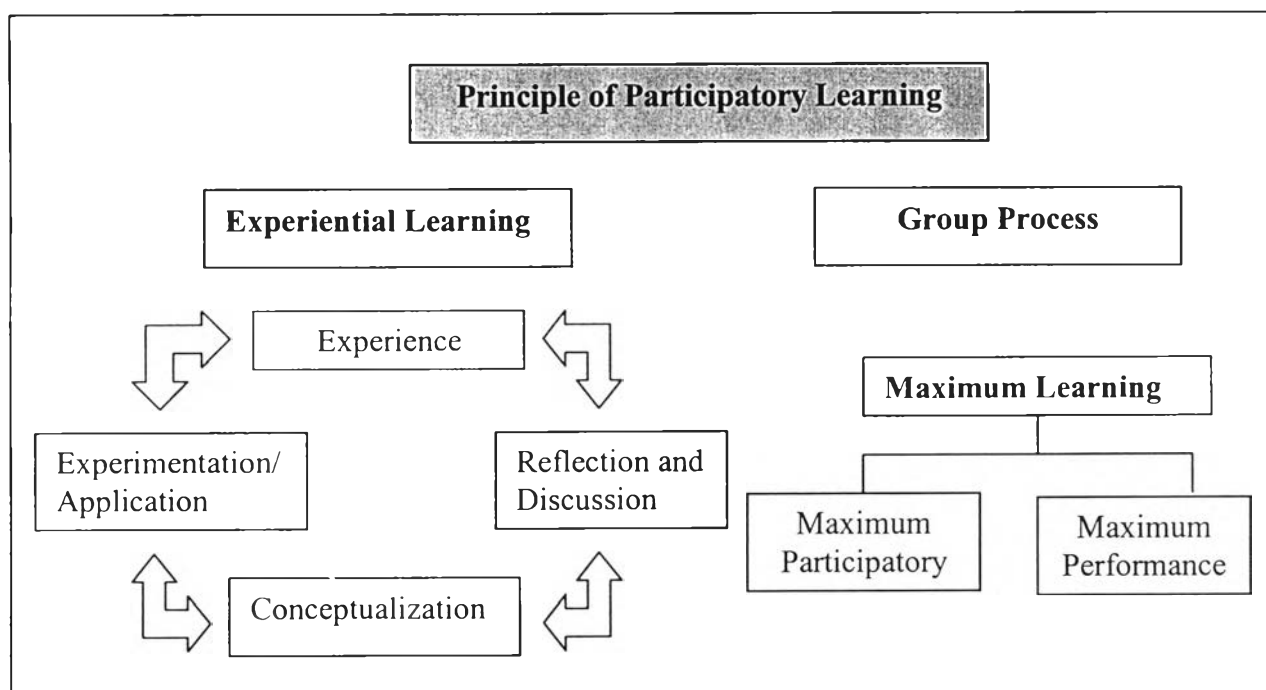 Principle of Participatory Learning
Experiential Learning
Group Process
Experience
Maximum Learning
Experimentation/
Application
Reflection and
Discussion
Maximum
Participatory
Maximum
Performance
Conceptualization